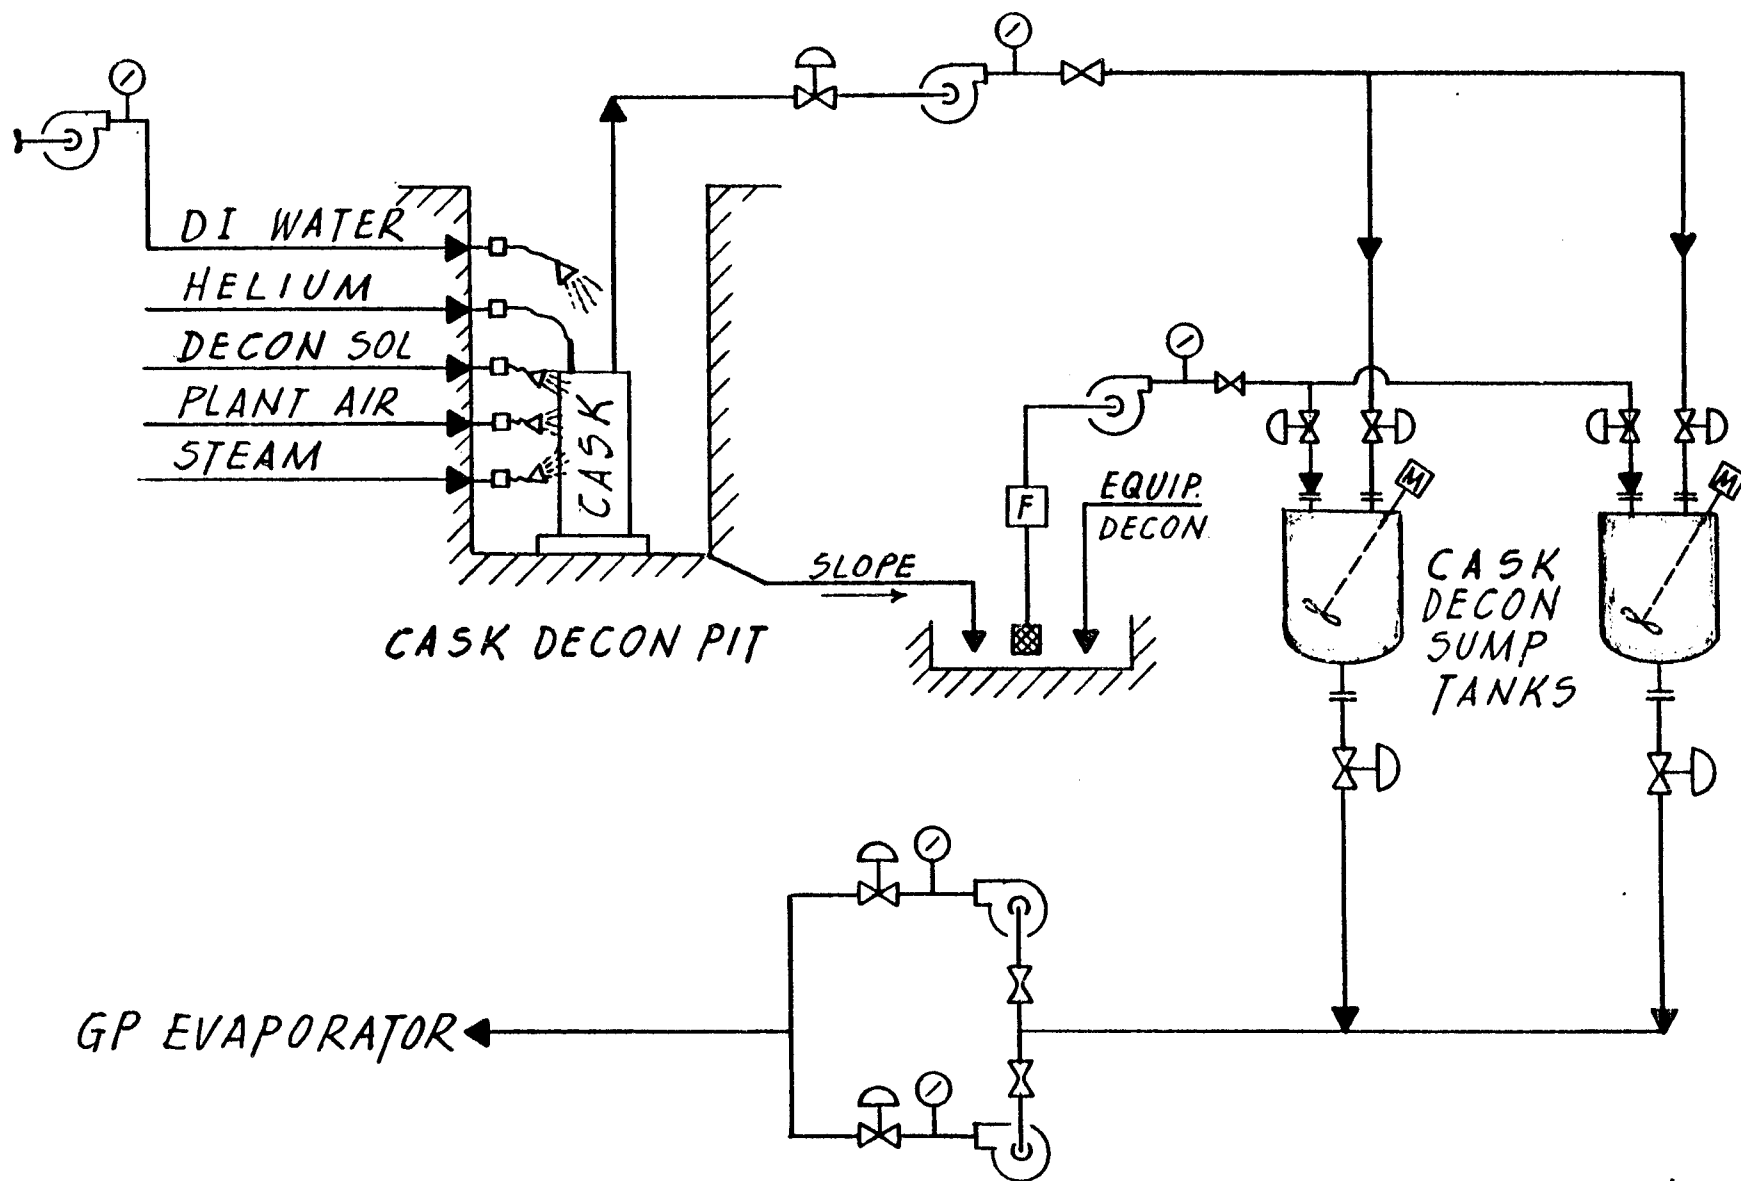 DI WATER
HELIUM
DECON SOL
PLANT AIR
STEAM
CASK
CASK DECON PIT
SLOPE
F
EQUIP.
DECON
M
M
CASK
DECON
SUMP
TANKS
GP EVAPORATOR